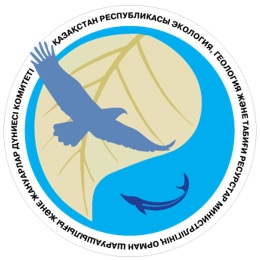 ҚАЗАҚСТАН РЕСПУБЛИКАСЫ ЭКОЛОГИЯ, ГЕОЛОГИЯ ЖӘНЕ ТАБИҒИ РЕСУРСТАР МИНИСТРЛІГІНІҢ ОРМАН ШАРУАШЫЛЫҒЫ ЖӘНЕ ЖАНУАРЛАР ДҮНИЕСІ КОМИТЕТІ